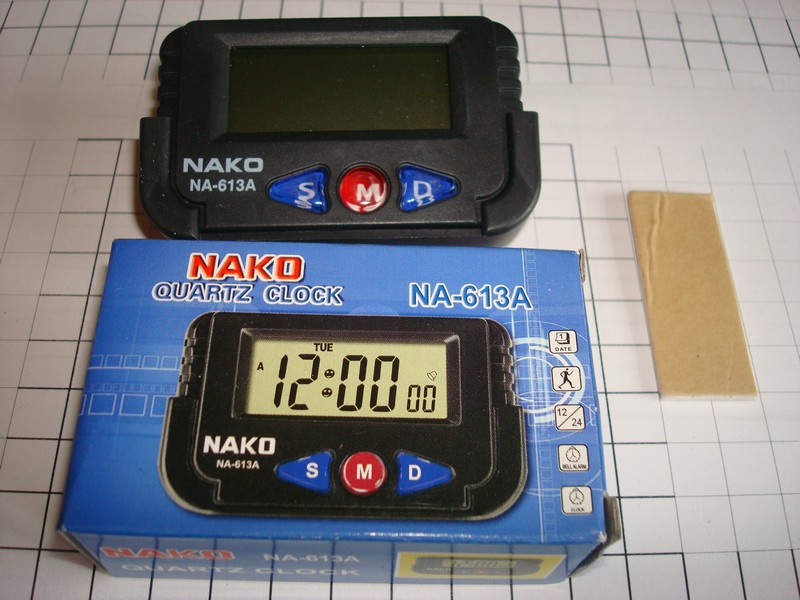 NAKO
NA-613A
S M D
NAKO
QUARTZ CLOCK
NA-613A
TUE
A 12:00 00
NAKO
NA-613A
S M D
1
DATE
12/24
BELL ALARM
CLOCK
NAKO NA-613A
QUARTZ CLOCK